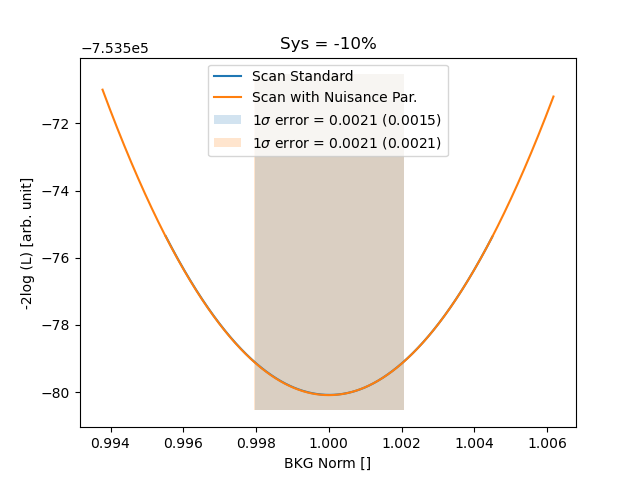 Sys = -10%
−7.535e5
Scan Standard
Scan with Nuisance Par.
1σ error = 0.0021 (0.0015)
1σ error = 0.0021 (0.0021)
−72
−74
−76
−78
−80
-2log (L) [arb. unit]
0.994 0.996 0.998 1.000 1.002 1.004 1.006
BKG Norm []